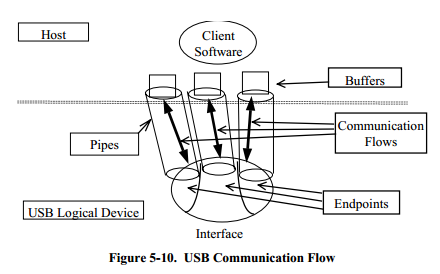 Host
Client
Software
Buffers
Communication
Flows
Pipes
Endpoints
USB Logical Device
Interface
Figure 5-10. USB Communication Flow